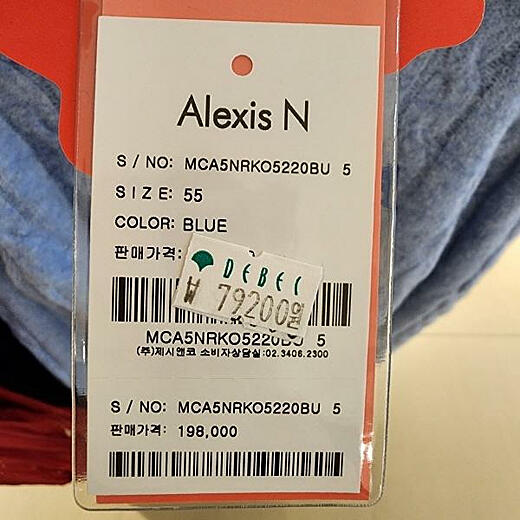 Alexis N
S / NO: MCA5NRKO5220BU 5
SIZE: 55
COLOR: BLUE
판매가격:
DEBEC
₩ 79200원
MCA5NRKO5220BU 5
(주)제시앤코 소비자상담실:02.3406.2300
S / NO: MCA5NRKO5220BU 5
판매가격: 198,000